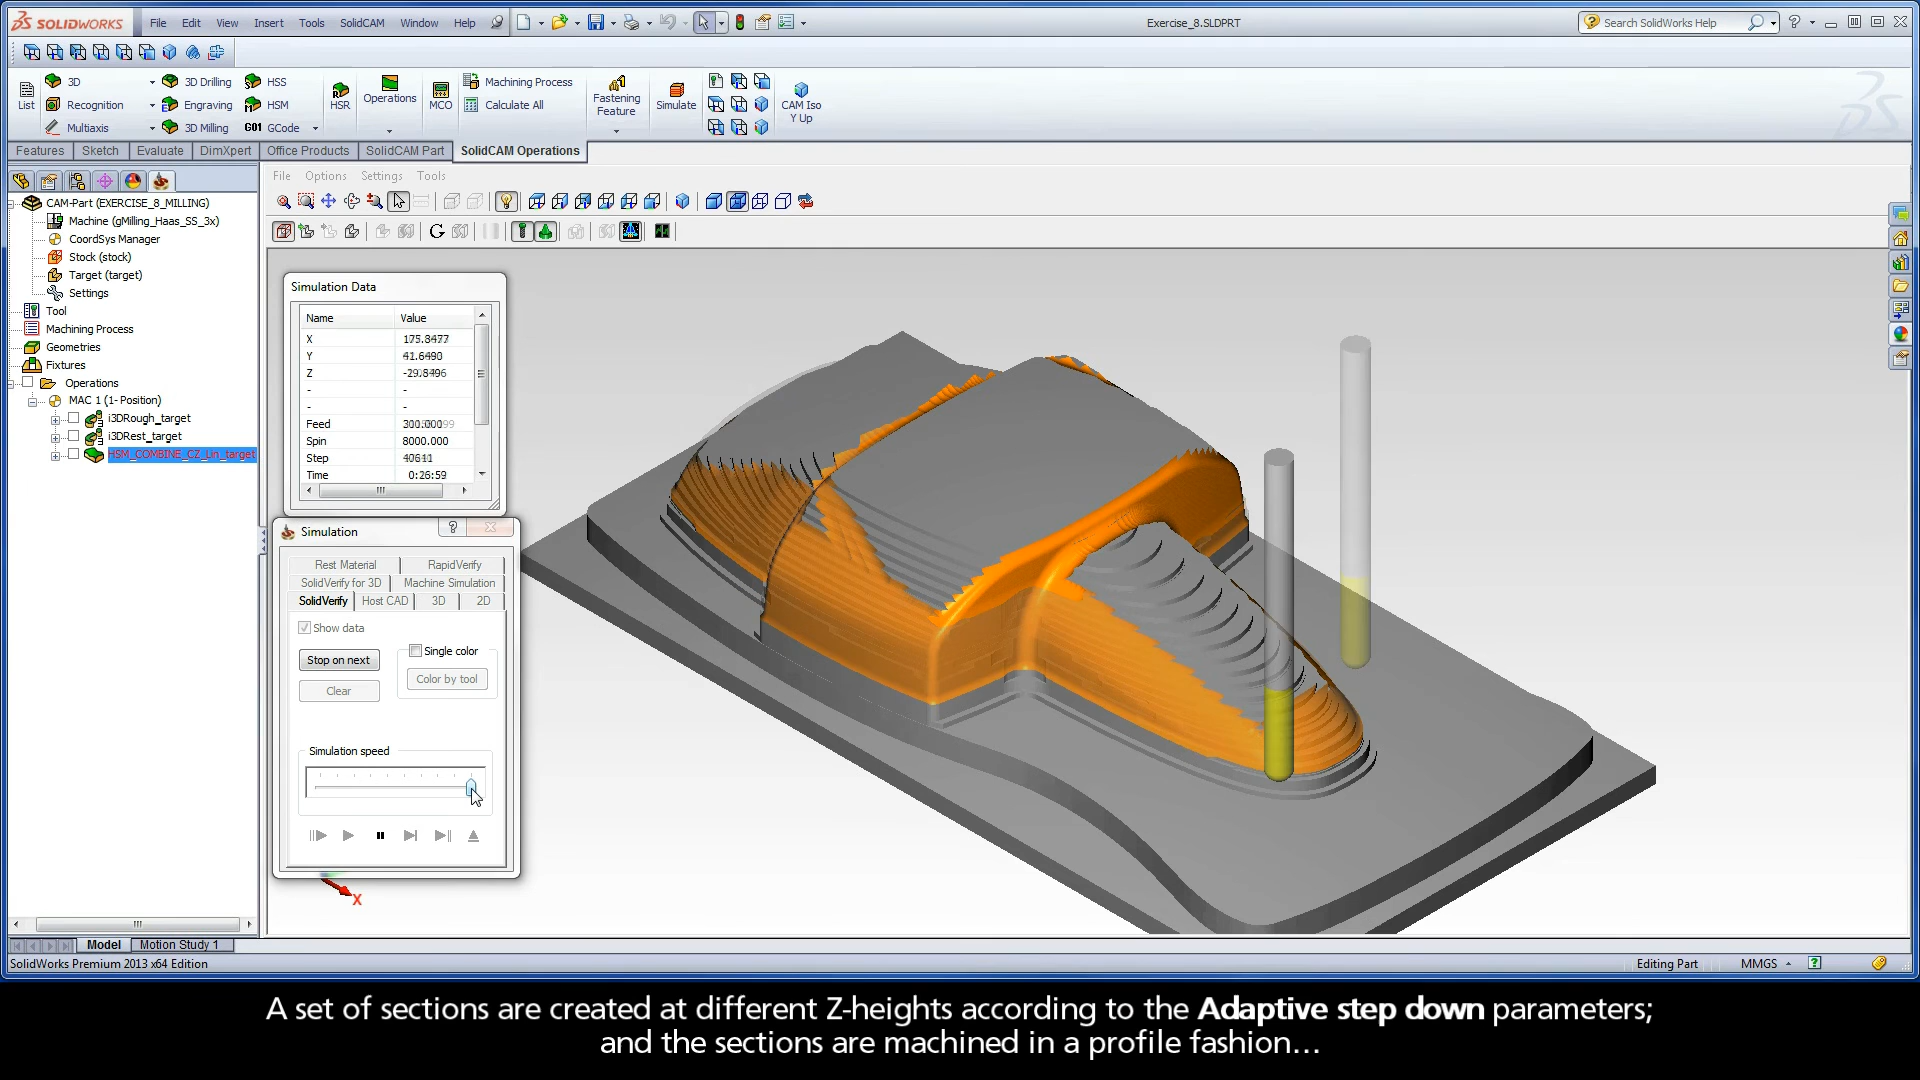 SOLIDWORKS File Edit View Insert Tools SolidCAM Window Help Exercise_8.SLDPRT Search SolidWorks Help
3D 3D Drilling HSS Machining Process
List Recognition Engraving HSM HSR Operations MCO Calculate All Fastening Feature Simulate CAM Iso Y Up
Multiaxis 3D Milling G01 GCode
Features Sketch Evaluate DimXpert Office Products SolidCAM Part SolidCAM Operations
File Options Settings Tools
CAM-Part (EXERCISE_8_MILLING)
Machine (gMilling_Haas_SS_3x)
CoordSys Manager
Stock (stock)
Target (target)
Settings
Tool
Machining Process
Geometries
Fixtures
Operations
MAC 1 (1- Position)
i3DRough_target
i3DRest_target
HSM_COMBINE_CZ_Lin_target
Simulation Data
Name Value
X 175.8477
Y 41.6490
Z
- -
- -
Feed
Spin 8000.000
Step
Time 0:26:59
Simulation
Rest Material RapidVerify
SolidVerify for 3D Machine Simulation
SolidVerify Host CAD 3D 2D
Show data
Single color
Stop on next
Color by tool
Clear
Simulation speed
X
Model Motion Study 1
SolidWorks Premium 2013 x64 Edition Editing Part MMGS
A set of sections are created at different Z-heights according to the Adaptive step down parameters;
and the sections are machined in a profile fashion...